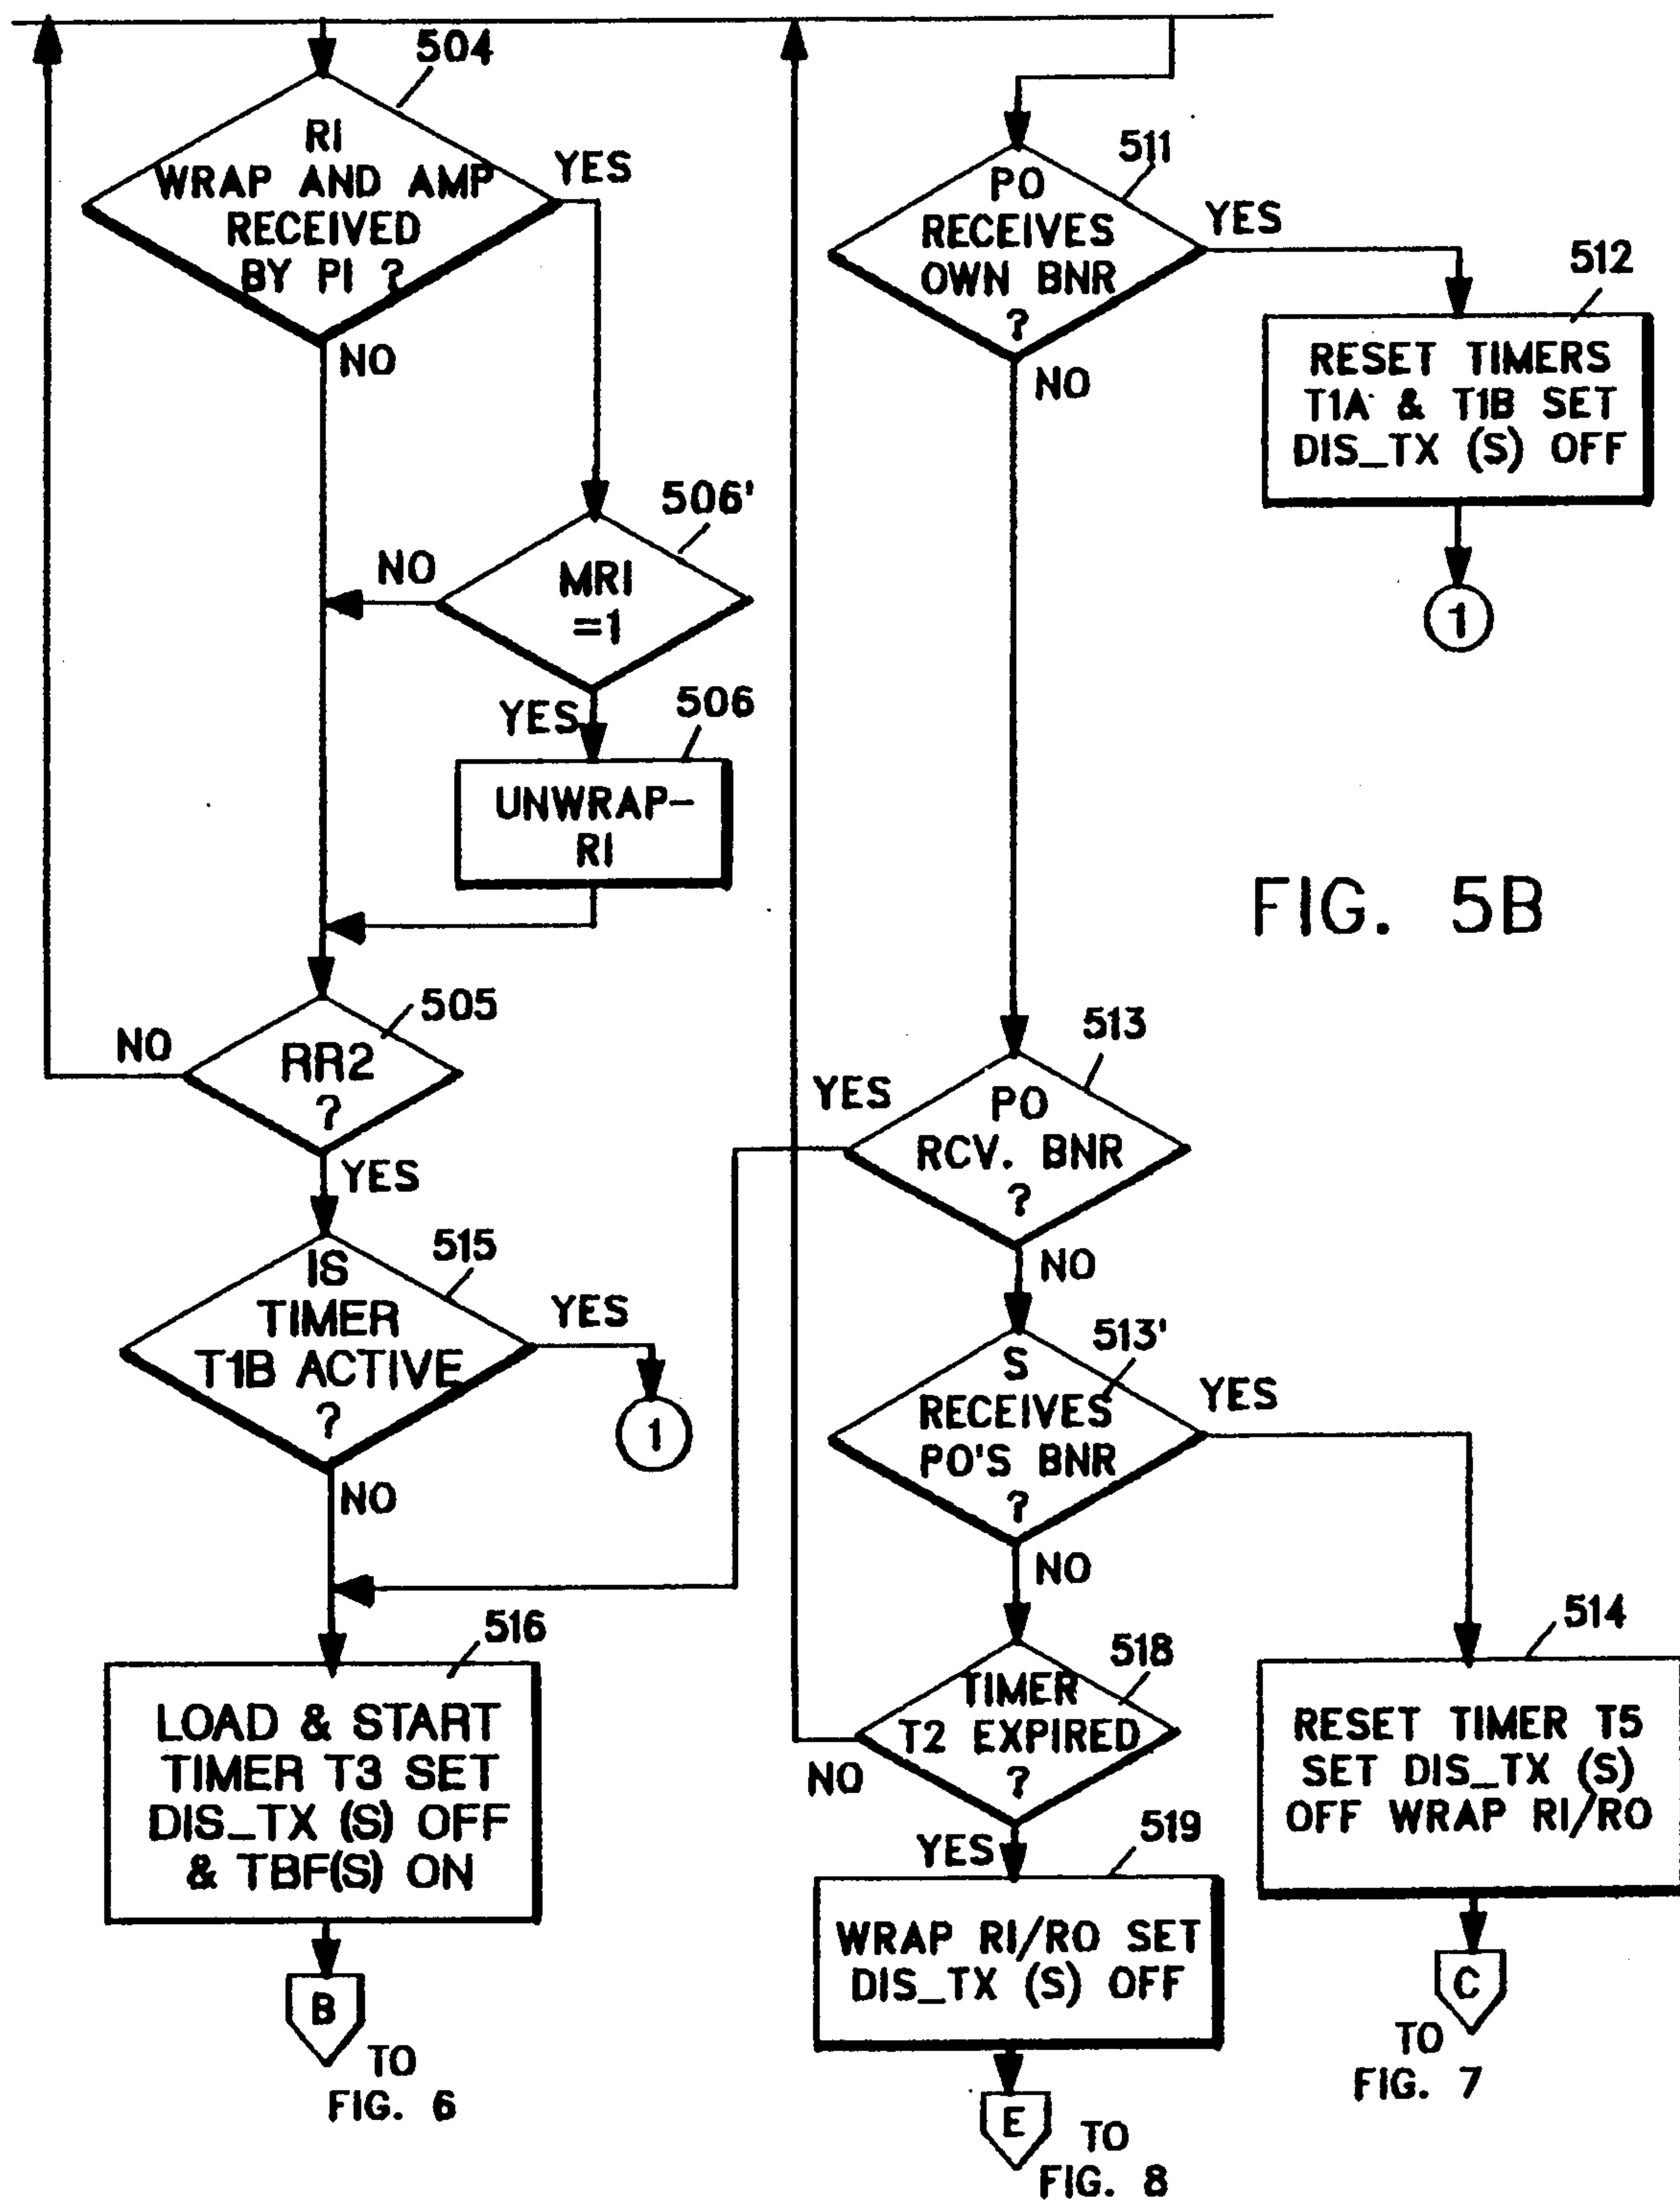 504
RI
WRAP AND AMP
RECEIVED
BY PI ?
YES
NO
506'
MRI
=1
NO
YES
506
UNWRAP-
RI
505
RR2
?
NO
YES
515
IS
TIMER
T1B ACTIVE
?
YES
1
NO
516
LOAD & START
TIMER T3 SET
DIS_TX (S) OFF
& TBF(S) ON
B
TO
FIG. 6
511
PO
RECEIVES
OWN BNR
?
YES
NO
512
RESET TIMERS
T1A & T1B SET
DIS_TX (S) OFF
1
FIG. 5B
513
PO
RCV. BNR
?
YES
NO
513'
S
RECEIVES
PO'S BNR
?
YES
NO
514
RESET TIMER T5
SET DIS_TX (S)
OFF WRAP RI/RO
C
TO
FIG. 7
518
TIMER
T2 EXPIRED
?
NO
YES
519
WRAP RI/RO SET
DIS_TX (S) OFF
E
TO
FIG. 8